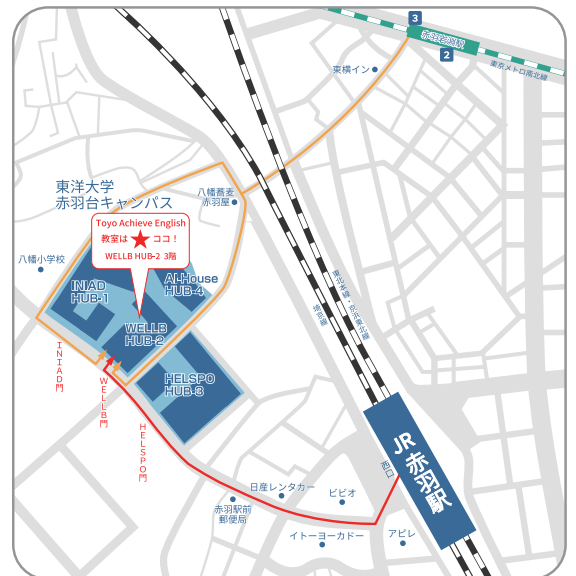 3
赤羽岩淵駅
2
東京メトロ南北線
東横イン
東洋大学
赤羽台キャンパス
八幡蕎麦
赤羽屋
Toyo Achieve English
教室は ★ ココ！
WELLB HUB-2 3階
八幡小学校
ALHouse
HUB-4
INIAD
HUB-1
WELLB
HUB-2
HELSPO
HUB-3
INIAD門
WELLB門
HELSPO門
埼京線
東北本線・京浜東北線
JR赤羽駅
西口
日産レンタカー
ビビオ
赤羽駅前
郵便局
イトーヨーカドー
アピレ